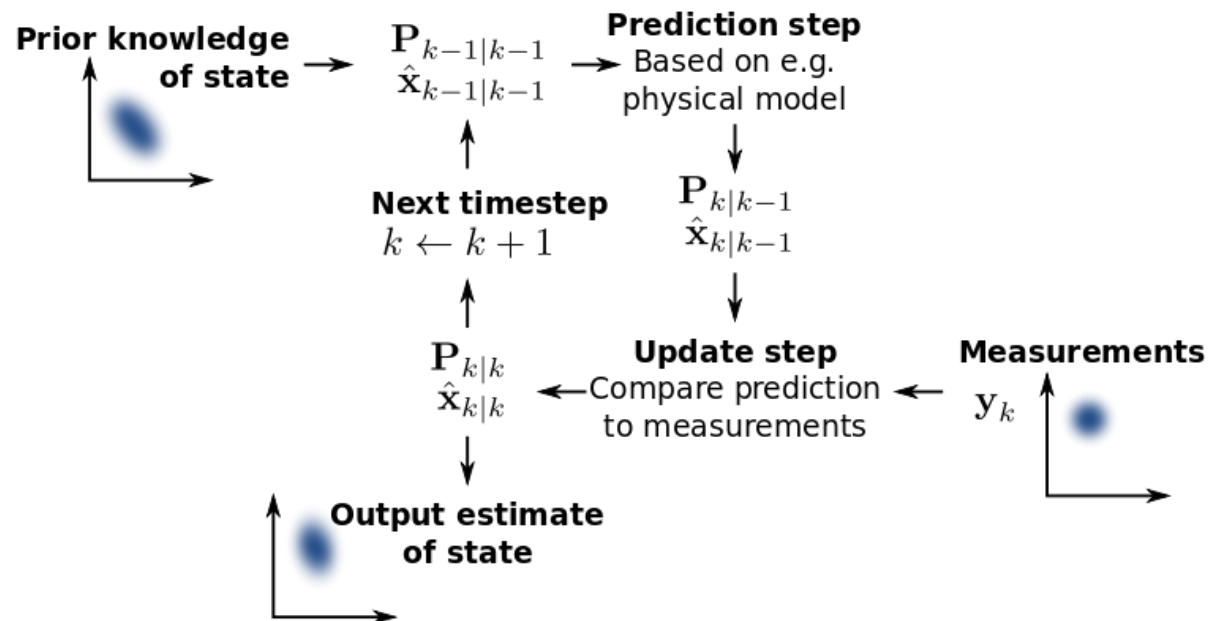 Prior knowledge
of state
P_{k−1|k−1}
x̂_{k−1|k−1}
Prediction step
Based on e.g.
physical model
P_{k|k−1}
x̂_{k|k−1}
Next timestep
k ← k + 1
P_{k|k}
x̂_{k|k}
Update step
Compare prediction
to measurements
Measurements
y_k
Output estimate
of state